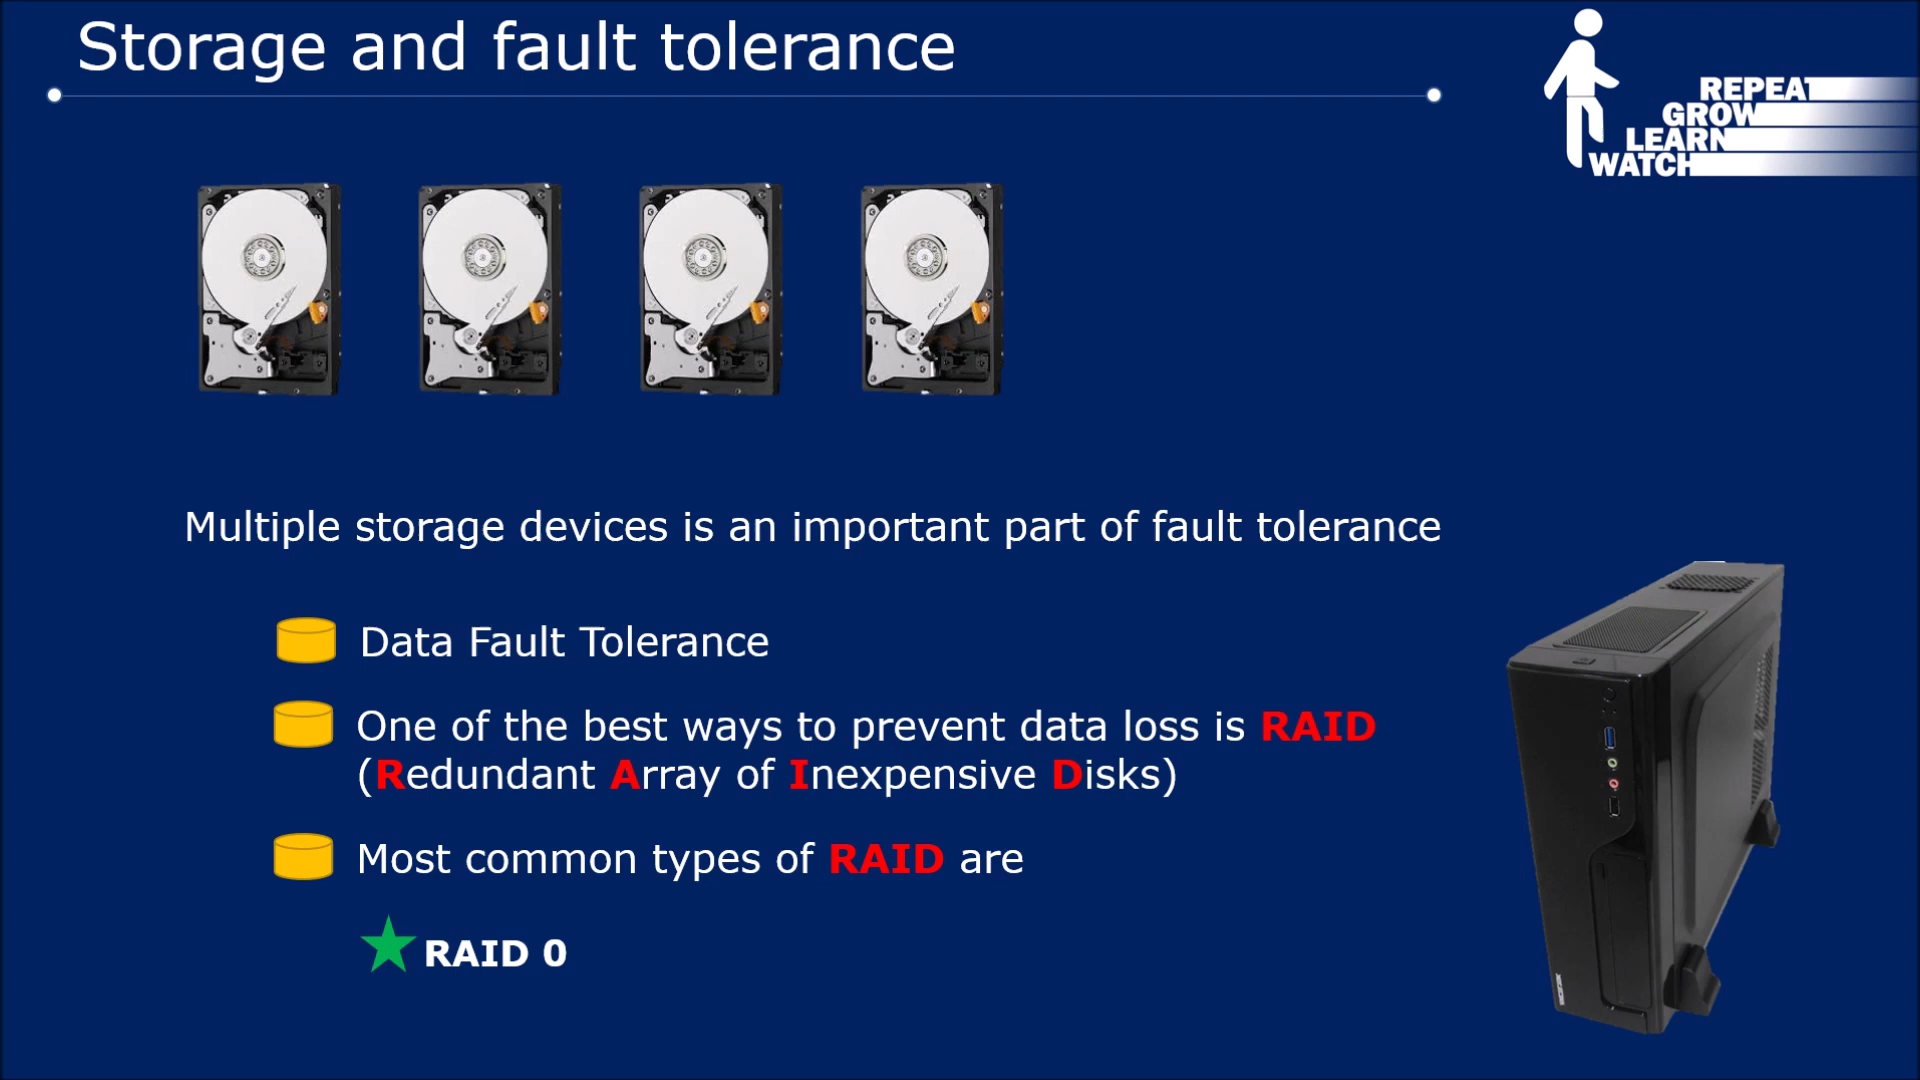 Storage and fault tolerance
REPEAT
GROW
LEARN
WATCH
Multiple storage devices is an important part of fault tolerance
Data Fault Tolerance
One of the best ways to prevent data loss is RAID
(Redundant Array of Inexpensive Disks)
Most common types of RAID are
RAID 0